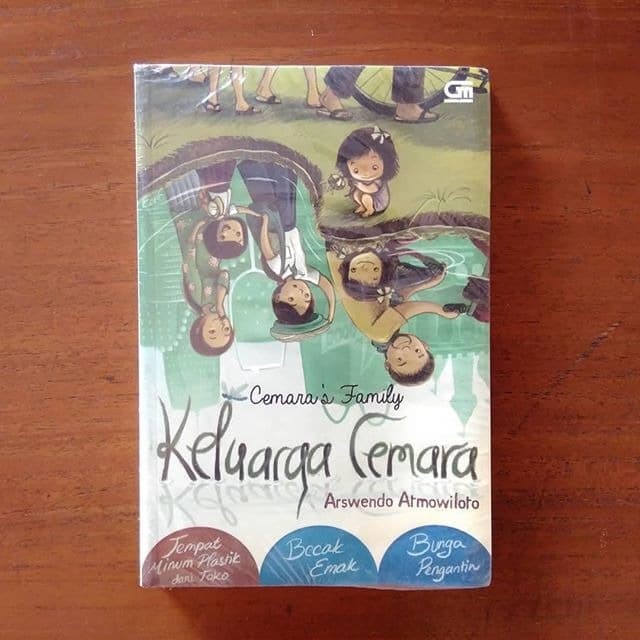 GM
Cemara's Family
Keluarga Cemara
Arswendo Atmowiloto
Tempat
Minum Plastik
dari Toko
Becak
Emak
Bunga
Pengantin